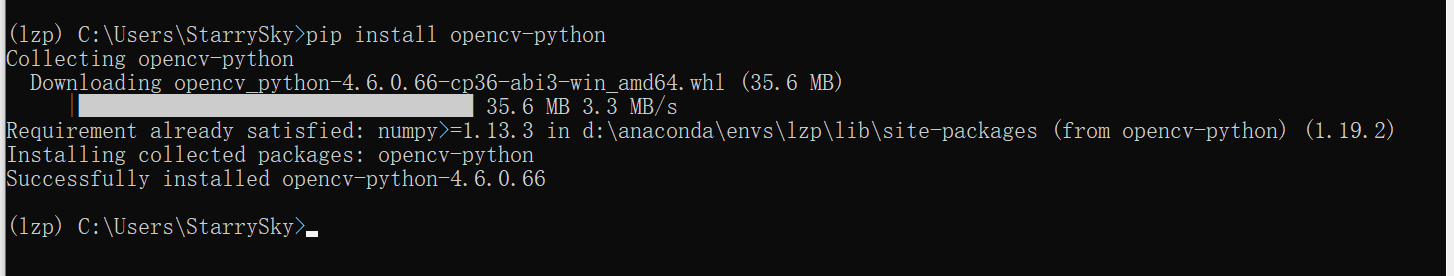 (lzp) C:\Users\StarrySky>pip install opencv-python
Collecting opencv-python
  Downloading opencv_python-4.6.0.66-cp36-abi3-win_amd64.whl (35.6 MB)
     |████████████████████████████████| 35.6 MB 3.3 MB/s
Requirement already satisfied: numpy>=1.13.3 in d:\anaconda\envs\lzp\lib\site-packages (from opencv-python) (1.19.2)
Installing collected packages: opencv-python
Successfully installed opencv-python-4.6.0.66
(lzp) C:\Users\StarrySky>